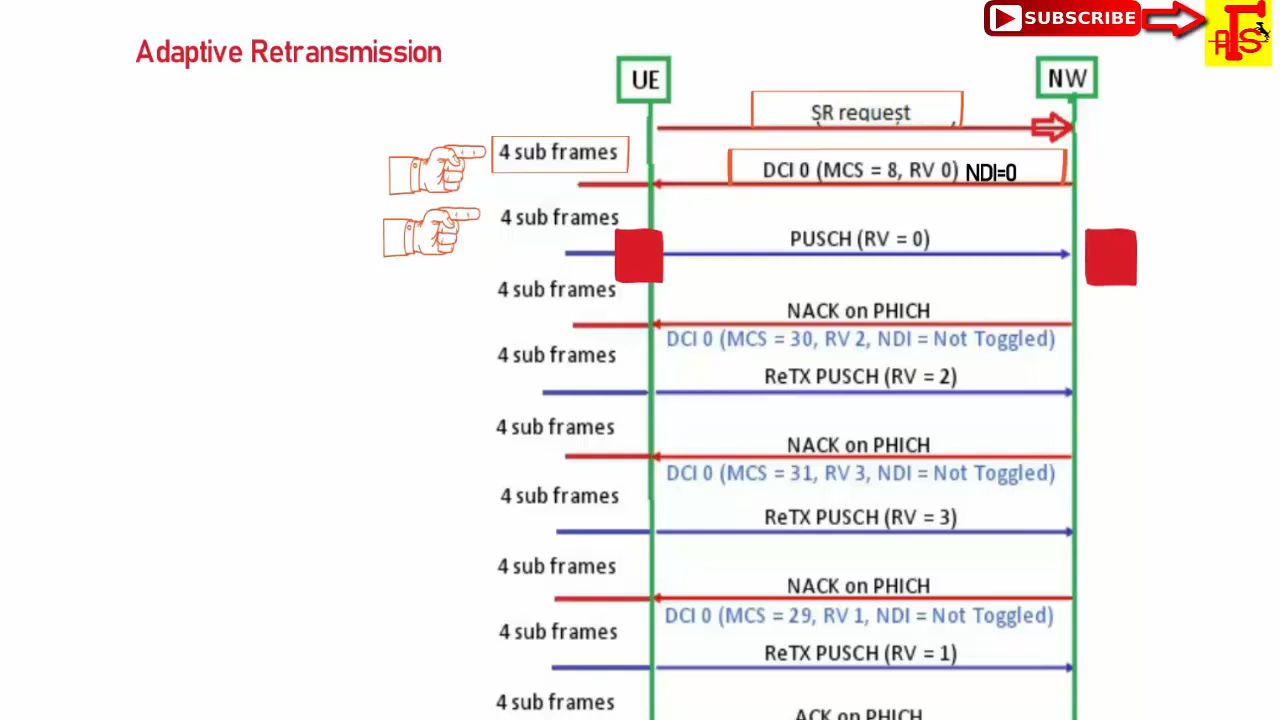 SUBSCRIBE
Adaptive Retransmission
UE
NW
SR request
4 sub frames
DCI 0 (MCS = 8, RV 0) NDI=0
4 sub frames
PUSCH (RV = 0)
4 sub frames
NACK on PHICH
DCI 0 (MCS = 30, RV 2, NDI = Not Toggled)
4 sub frames
ReTX PUSCH (RV = 2)
4 sub frames
NACK on PHICH
DCI 0 (MCS = 31, RV 3, NDI = Not Toggled)
4 sub frames
ReTX PUSCH (RV = 3)
4 sub frames
NACK on PHICH
DCI 0 (MCS = 29, RV 1, NDI = Not Toggled)
4 sub frames
ReTX PUSCH (RV = 1)
4 sub frames
ACK on PHICH